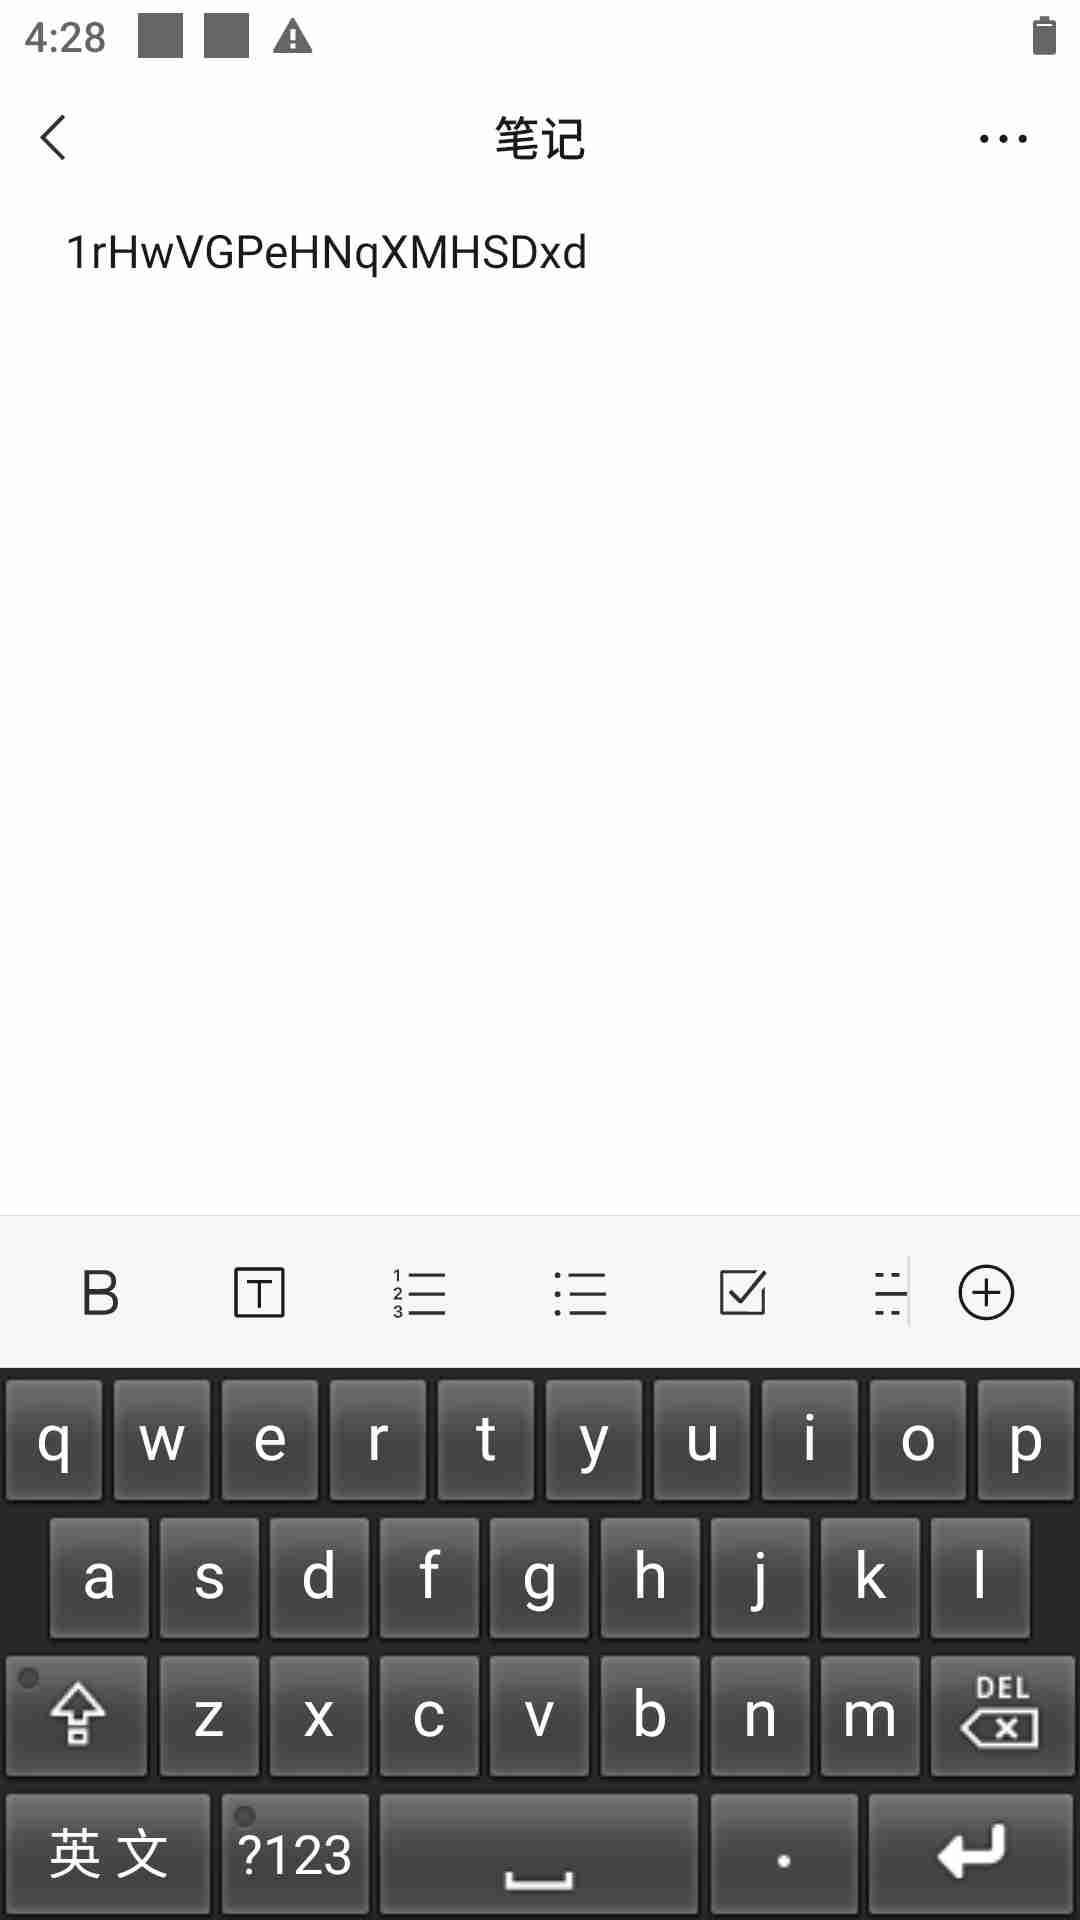 4:28
笔记
1rHwVGPeHNqXMHSDxd
B T 1 2 3
q w e r t y u i o p
a s d f g h j k l
z x c v b n m DEL
英文 ?123 .